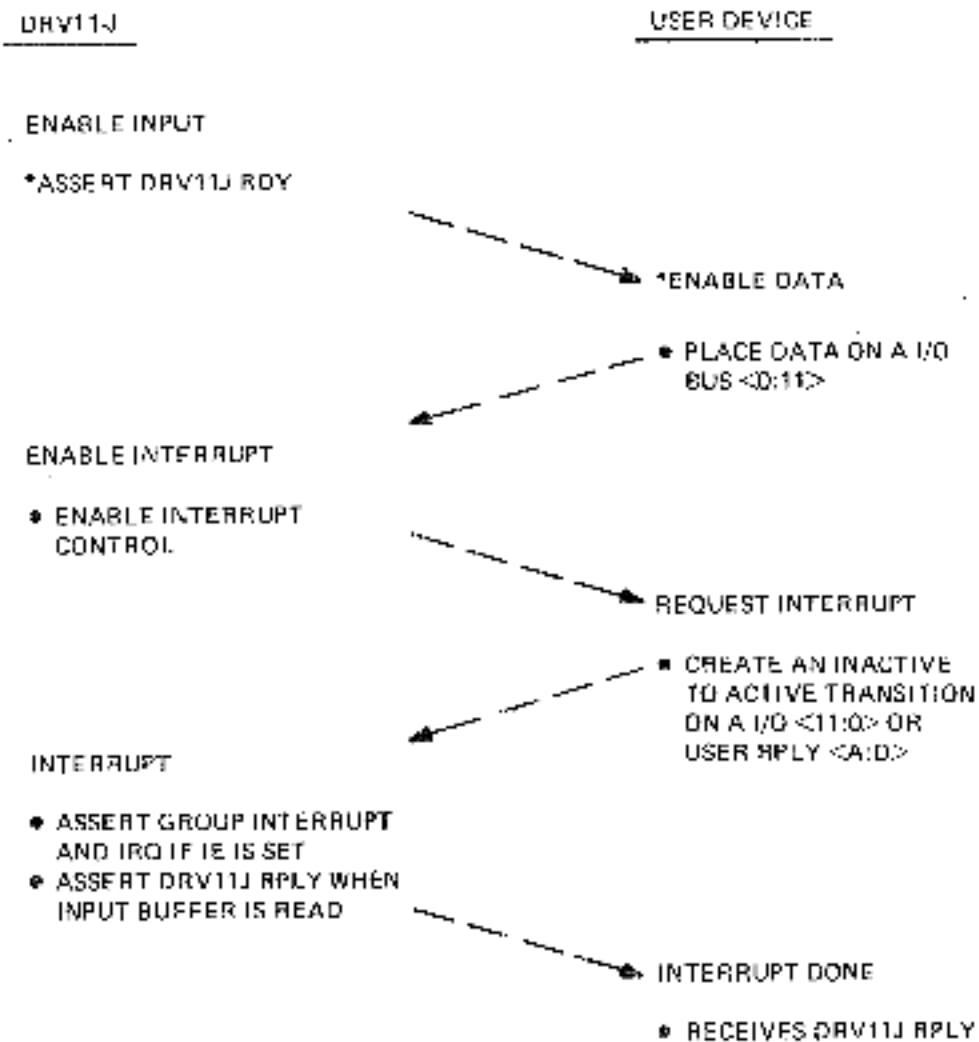 DRV11-J
USER DEVICE
ENABLE INPUT
*ASSERT DRV11J RDY
*ENABLE DATA
• PLACE DATA ON A I/O
BUS <0:11>
ENABLE INTERRUPT
• ENABLE INTERRUPT
CONTROL
REQUEST INTERRUPT
• CREATE AN INACTIVE
TO ACTIVE TRANSITION
ON A I/O <11:0> OR
USER RPLY <A:D>
INTERRUPT
• ASSERT GROUP INTERRUPT
AND IRQ IF IE IS SET
• ASSERT DRV11J RPLY WHEN
INPUT BUFFER IS READ
INTERRUPT DONE
• RECEIVES DRV11J RPLY